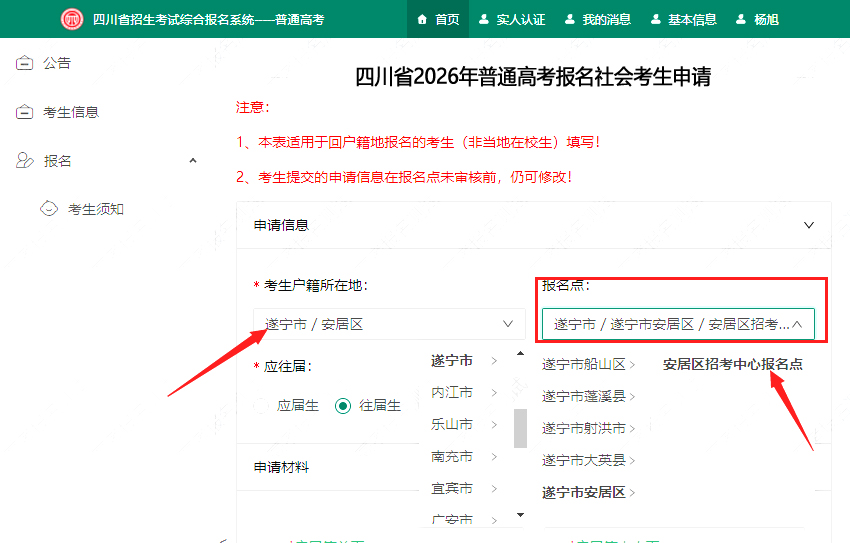 四川省招生考试综合报名系统——普通高考
首页
实人认证
我的消息
基本信息
杨旭
公告
考生信息
报名
考生须知
四川省2026年普通高考报名社会考生申请
注意：
1、本表适用于回户籍地报名的考生（非当地在校生）填写！
2、考生提交的申请信息在报名点未审核前，仍可修改！
申请信息
* 考生户籍所在地：
报名点：
遂宁市 / 安居区
遂宁市 / 遂宁市安居区 / 安居区招考...
* 应往届：
应届生
往届生
申请材料
遂宁市
内江市
乐山市
南充市
宜宾市
广安市
遂宁市船山区
遂宁市蓬溪县
遂宁市射洪市
遂宁市大英县
遂宁市安居区
安居区招考中心报名点